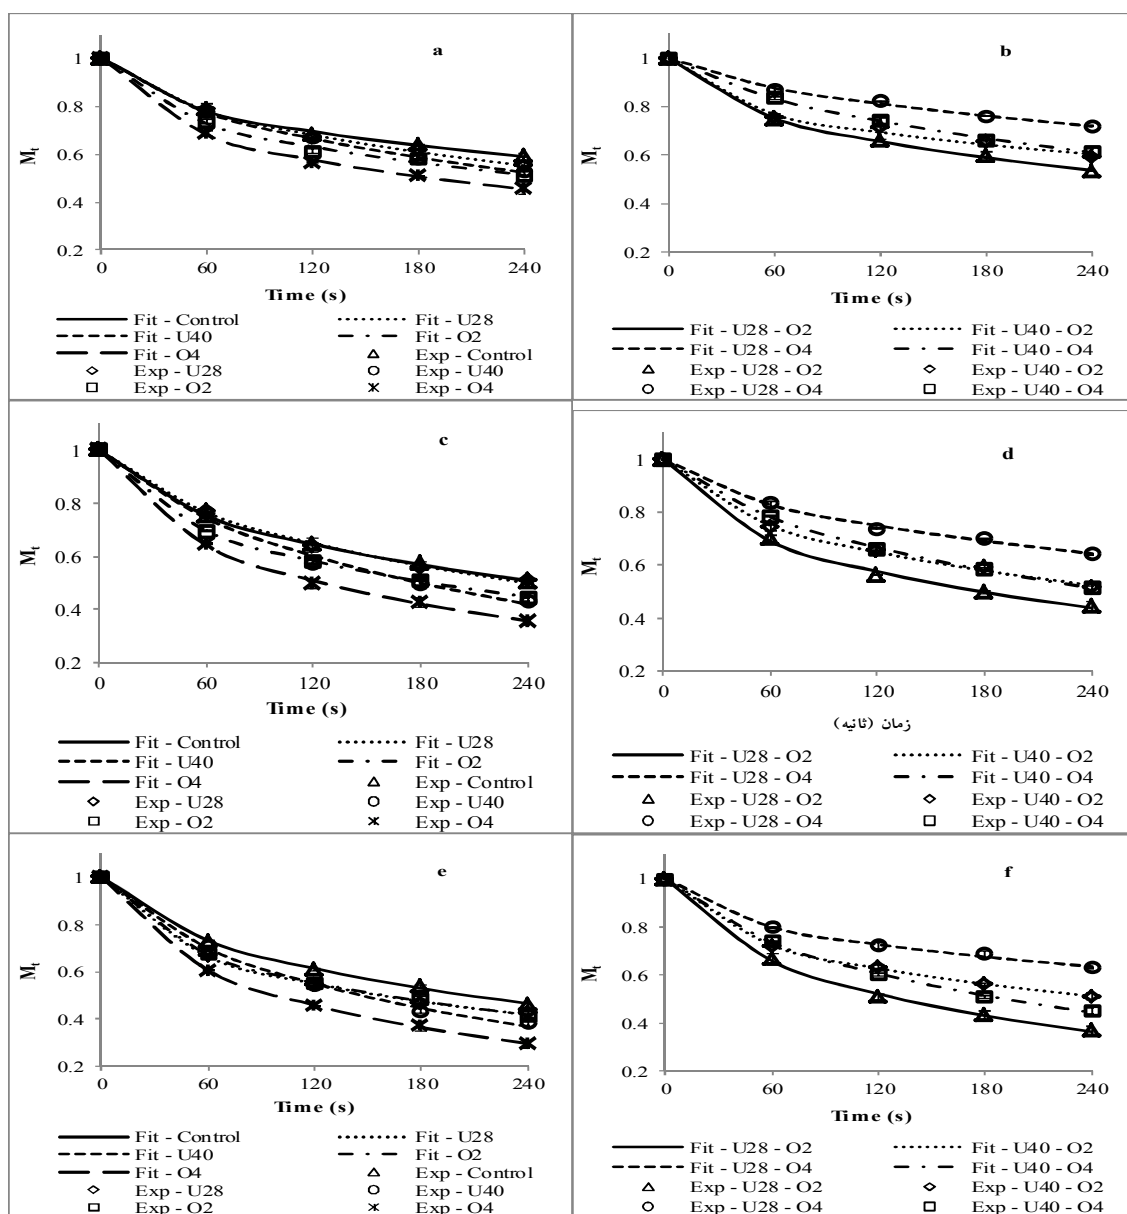 a
1
0.8
0.6
0.4
0.2
Mt
0 60 120 180 240
Time (s)
Fit - Control Fit - U28
Fit - U40 Fit - O2
Fit - O4 Exp - Control
Exp - U28 Exp - U40
Exp - O2 Exp - O4
b
1
0.8
0.6
0.4
0.2
Mt
0 60 120 180 240
Time (s)
Fit - U28 - O2 Fit - U40 - O2
Fit - U28 - O4 Fit - U40 - O4
Exp - U28 - O2 Exp - U40 - O2
Exp - U28 - O4 Exp - U40 - O4
c
1
0.8
0.6
0.4
0.2
Mt
0 60 120 180 240
Time (s)
Fit - Control Fit - U28
Fit - U40 Fit - O2
Fit - O4 Exp - Control
Exp - U28 Exp - U40
Exp - O2 Exp - O4
d
1
0.8
0.6
0.4
0.2
Mt
0 60 120 180 240
زمان (ثانیه)
Fit - U28 - O2 Fit - U40 - O2
Fit - U28 - O4 Fit - U40 - O4
Exp - U28 - O2 Exp - U40 - O2
Exp - U28 - O4 Exp - U40 - O4
e
1
0.8
0.6
0.4
0.2
Mt
0 60 120 180 240
Time (s)
Fit - Control Fit - U28
Fit - U40 Fit - O2
Fit - O4 Exp - Control
Exp - U28 Exp - U40
Exp - O2 Exp - O4
f
1
0.8
0.6
0.4
0.2
Mt
0 60 120 180 240
Time (s)
Fit - U28 - O2 Fit - U40 - O2
Fit - U28 - O4 Fit - U40 - O4
Exp - U28 - O2 Exp - U40 - O2
Exp - U28 - O4 Exp - U40 - O4